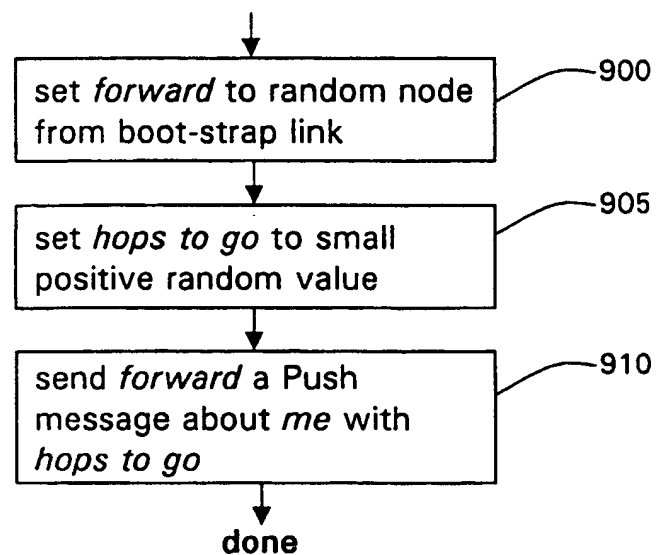 set forward to random node
from boot-strap link
900
set hops to go to small
positive random value
905
send forward a Push
message about me with
hops to go
910
done